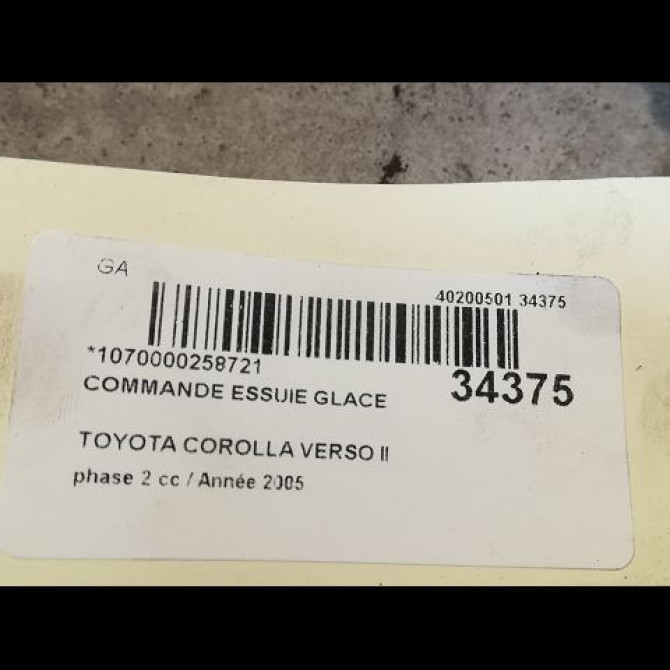 GA
40200501 34375
*1070000258721
34375
COMMANDE ESSUIE GLACE
TOYOTA COROLLA VERSO II
phase 2 cc / Année 2005